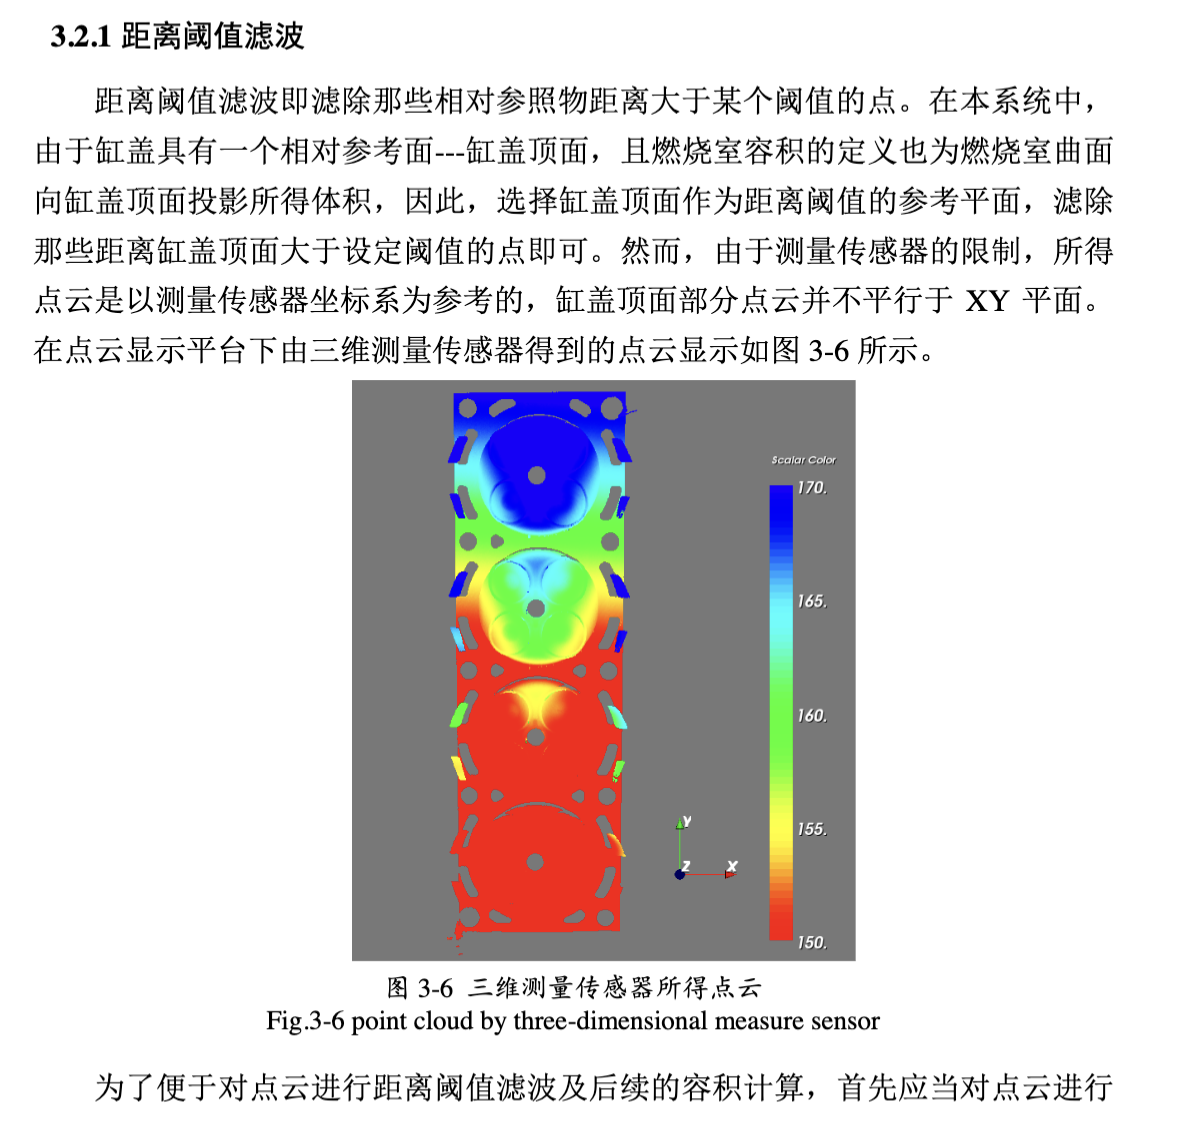 3.2.1 距离阈值滤波
距离阈值滤波即滤除那些相对参照物距离大于某个阈值的点。在本系统中，
由于缸盖具有一个相对参考面---缸盖顶面，且燃烧室容积的定义也为燃烧室曲面
向缸盖顶面投影所得体积，因此，选择缸盖顶面作为距离阈值的参考平面，滤除
那些距离缸盖顶面大于设定阈值的点即可。然而，由于测量传感器的限制，所得
点云是以测量传感器坐标系为参考的，缸盖顶面部分点云并不平行于 XY 平面。
在点云显示平台下由三维测量传感器得到的点云显示如图 3-6 所示。
Scalar Color
170.
165.
160.
155.
150.
Y
Z
X
图 3-6 三维测量传感器所得点云
Fig.3-6 point cloud by three-dimensional measure sensor
为了便于对点云进行距离阈值滤波及后续的容积计算，首先应当对点云进行